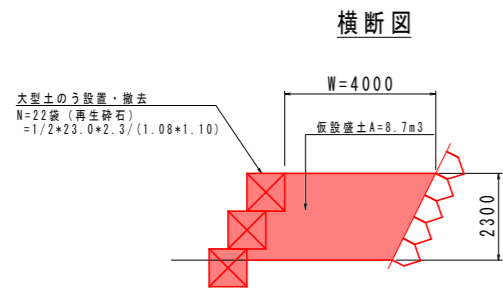 横断図
W=4000
大型土のう設置・撤去
N=22袋 (再生砕石)
=1/2*23.0*2.3/(1.08*1.10)
仮設盛土A=8.7m3
2300